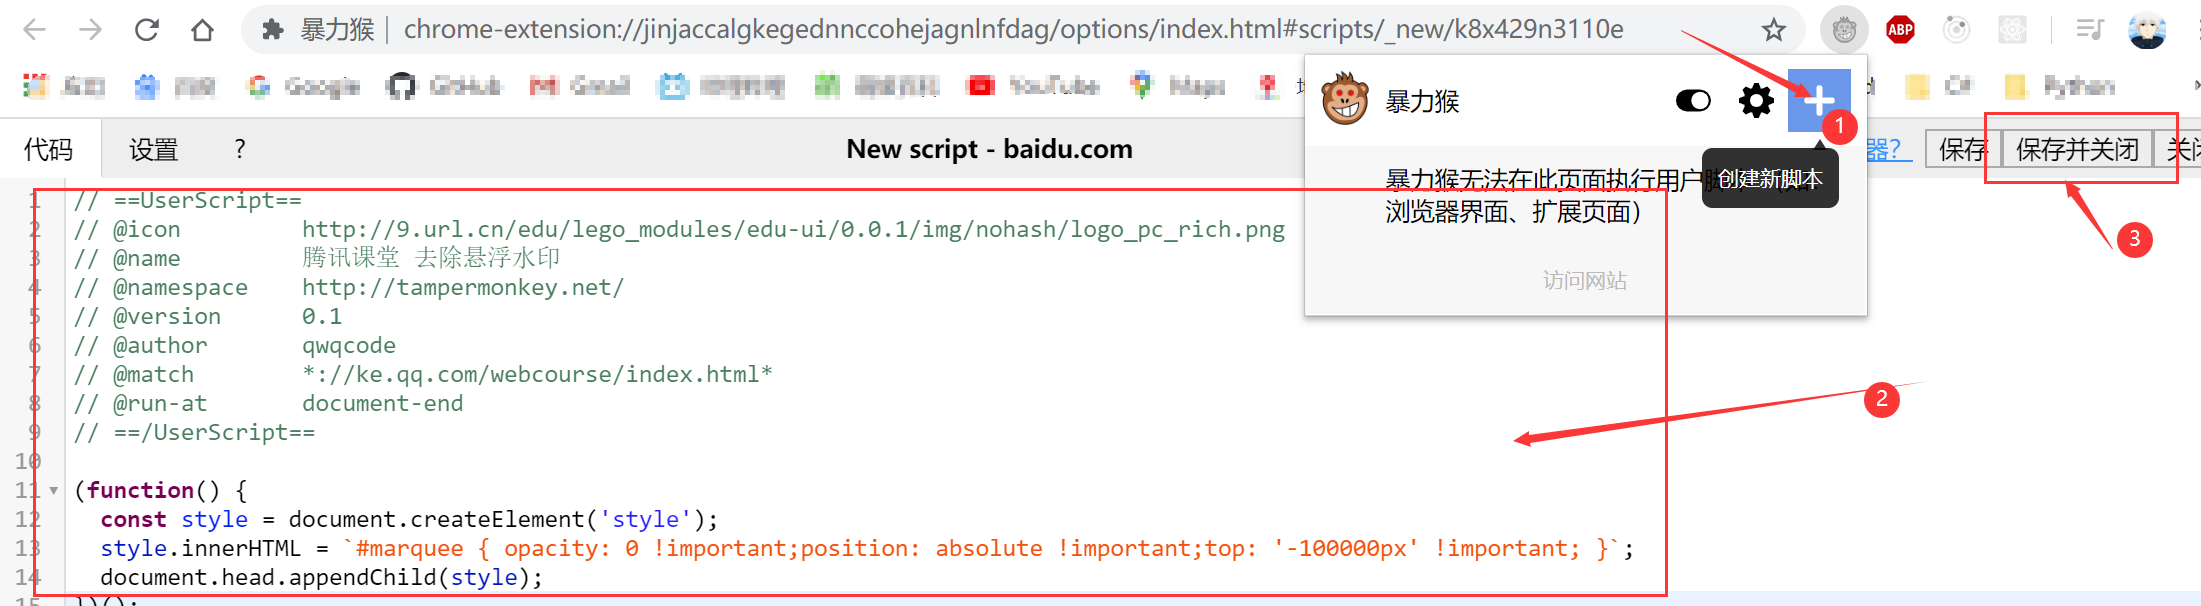 暴力猴 | chrome-extension://jinjaccalgkegednnccohejagnlnfdag/options/index.html#scripts/_new/k8x429n3110e
ABP
Google
GitHub
Gmail
YouTube
Maps
C#
Python
暴力猴
1
代码 设置 ?
New script - baidu.com
器?
保存
保存并关闭
关闭
创建新脚本
暴力猴无法在此页面执行用户
浏览器界面、扩展页面)
访问网站
3
2
1 // ==UserScript==
2 // @icon http://9.url.cn/edu/lego_modules/edu-ui/0.0.1/img/nohash/logo_pc_rich.png
3 // @name 腾讯课堂 去除悬浮水印
4 // @namespace http://tampermonkey.net/
5 // @version 0.1
6 // @author qwqcode
7 // @match *://ke.qq.com/webcourse/index.html*
8 // @run-at document-end
9 // ==/UserScript==
10
11 (function() {
12 const style = document.createElement('style');
13 style.innerHTML = `#marquee { opacity: 0 !important;position: absolute !important;top: '-100000px' !important; }`;
14 document.head.appendChild(style);
15 })();